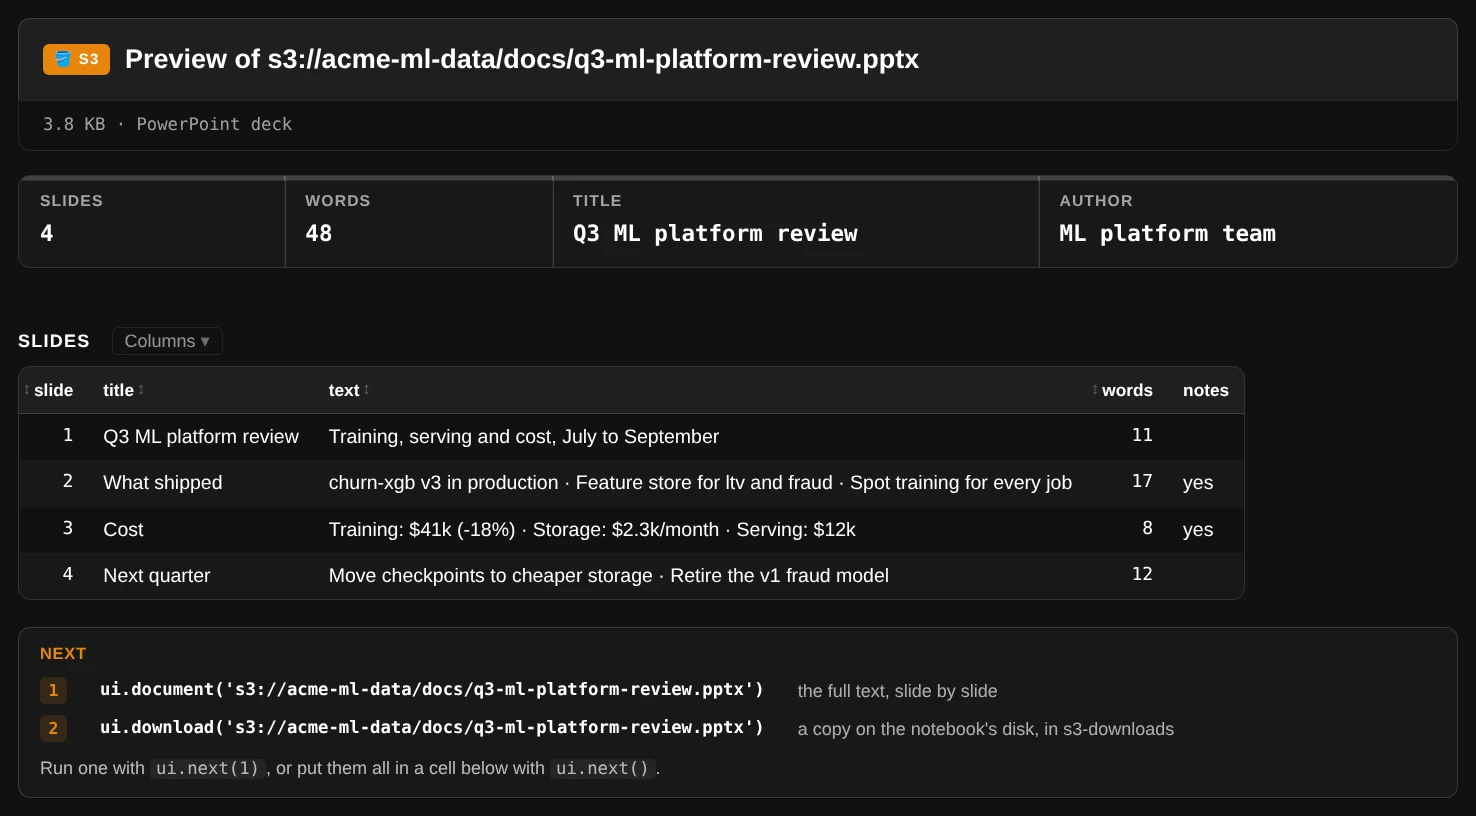 S3 Preview of s3://acme-ml-data/docs/q3-ml-platform-review.pptx
3.8 KB · PowerPoint deck
SLIDES WORDS TITLE AUTHOR
4 48 Q3 ML platform review ML platform team
SLIDES Columns ▾
↕ slide title ↕ text ↕ ↕ words notes
1 Q3 ML platform review Training, serving and cost, July to September 11
2 What shipped churn-xgb v3 in production · Feature store for ltv and fraud · Spot training for every job 17 yes
3 Cost Training: $41k (-18%) · Storage: $2.3k/month · Serving: $12k 8 yes
4 Next quarter Move checkpoints to cheaper storage · Retire the v1 fraud model 12
NEXT
1 ui.document('s3://acme-ml-data/docs/q3-ml-platform-review.pptx') the full text, slide by slide
2 ui.download('s3://acme-ml-data/docs/q3-ml-platform-review.pptx') a copy on the notebook's disk, in s3-downloads
Run one with ui.next(1), or put them all in a cell below with ui.next().